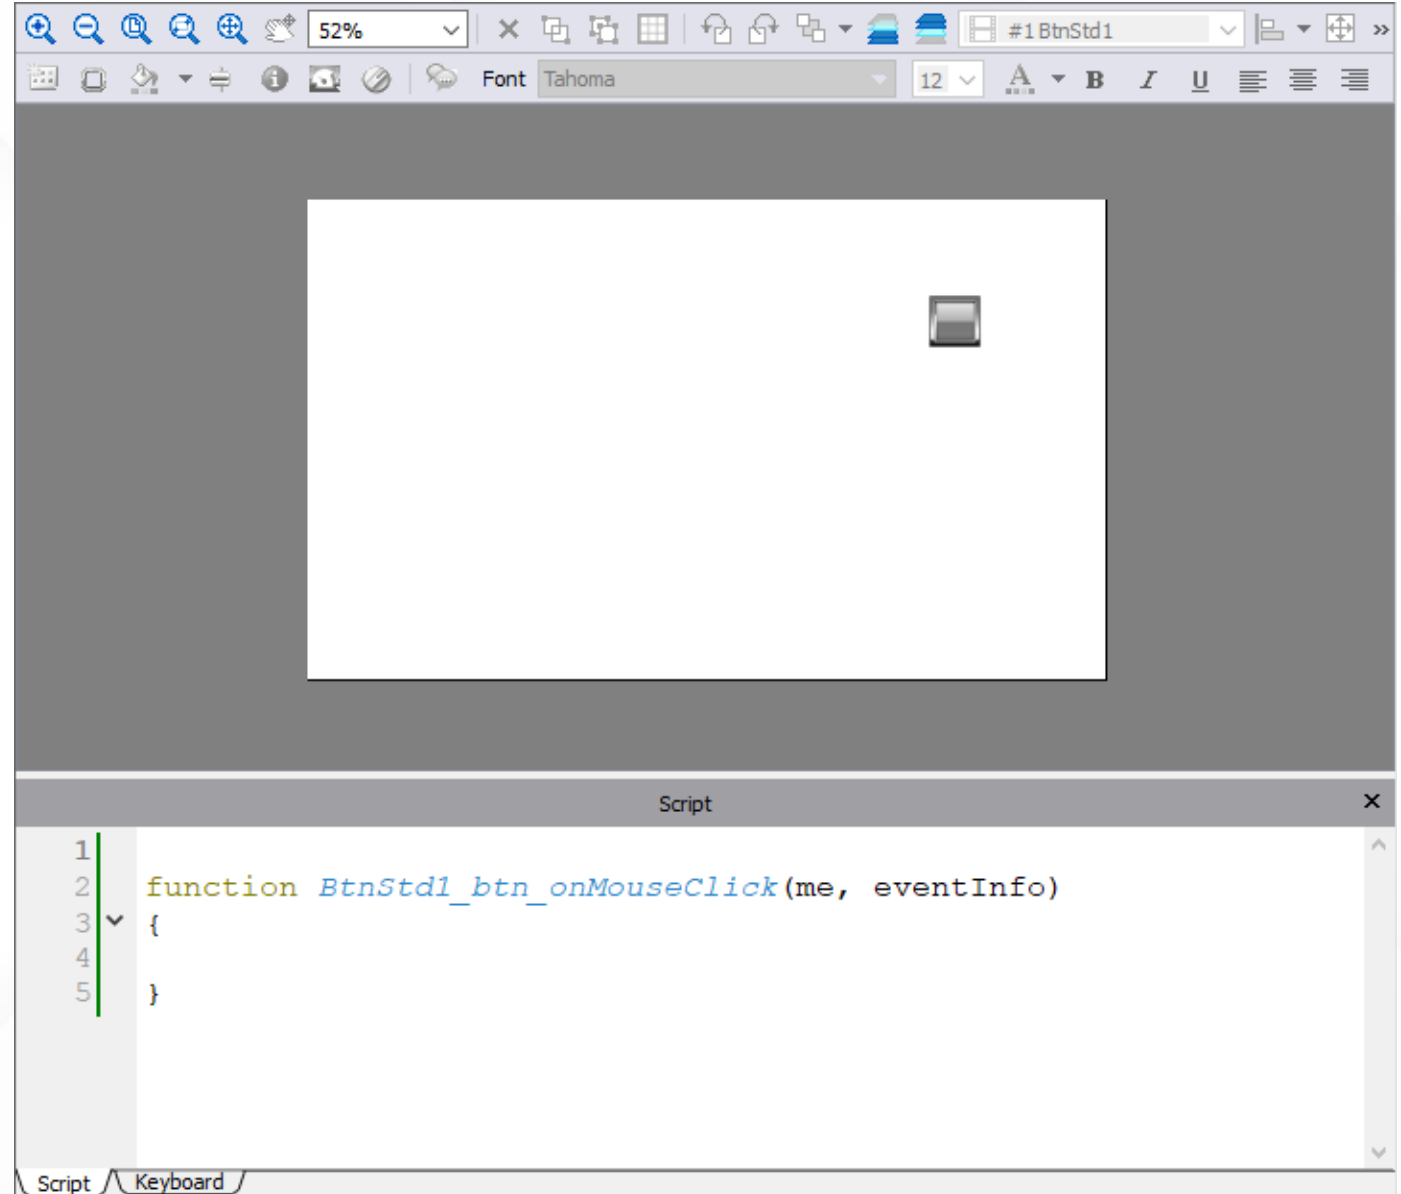 52%
#1 BtnStd1
Font Tahoma 12 A B I U
Script
1
2 function BtnStd1_btn_onMouseClick(me, eventInfo)
3 {
4
5 }
Script Keyboard